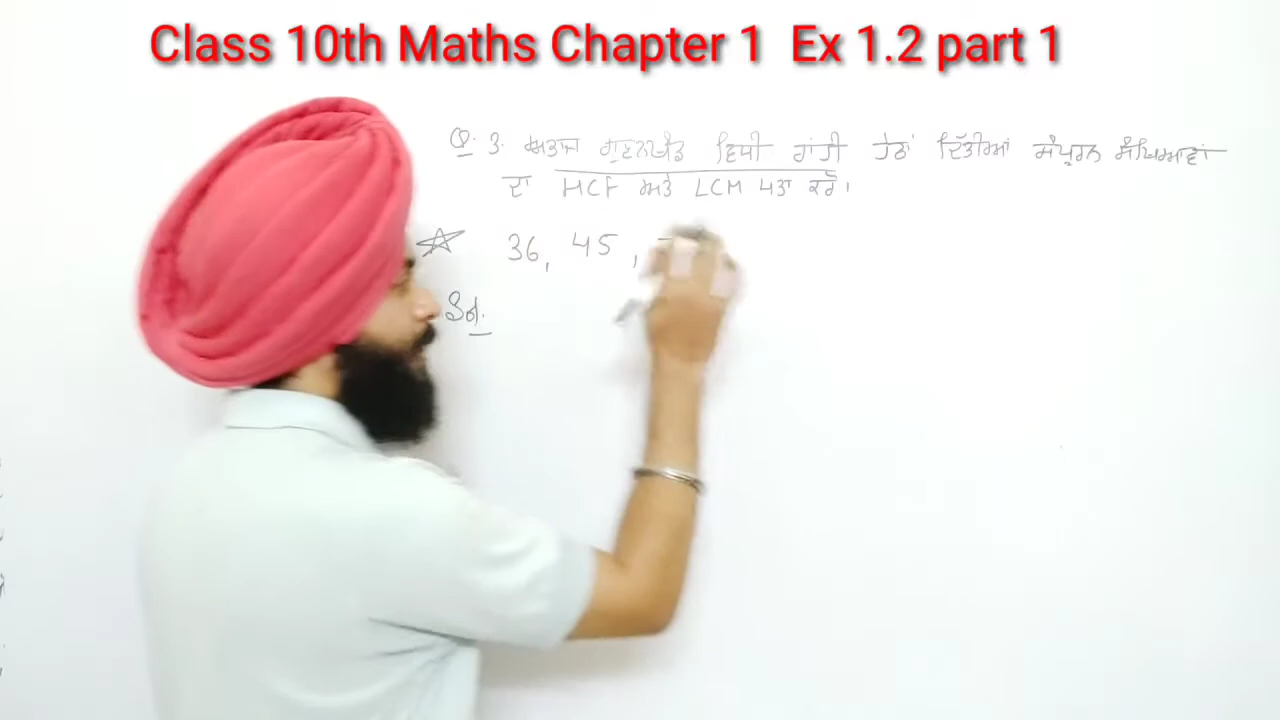 Class 10th Maths Chapter 1 Ex 1.2 part 1
Q. 3. ਅਭਾਜ ਗੁਣਨਖੰਡ ਵਿਧੀ ਰਾਂਹੀ ਹੇਠਾਂ ਦਿੱਤੀਆਂ ਸੰਪੂਰਨ ਸੰਖਿਆਵਾਂ
ਦਾ HCF ਅਤੇ LCM ਪਤਾ ਕਰੋ।
36, 45,